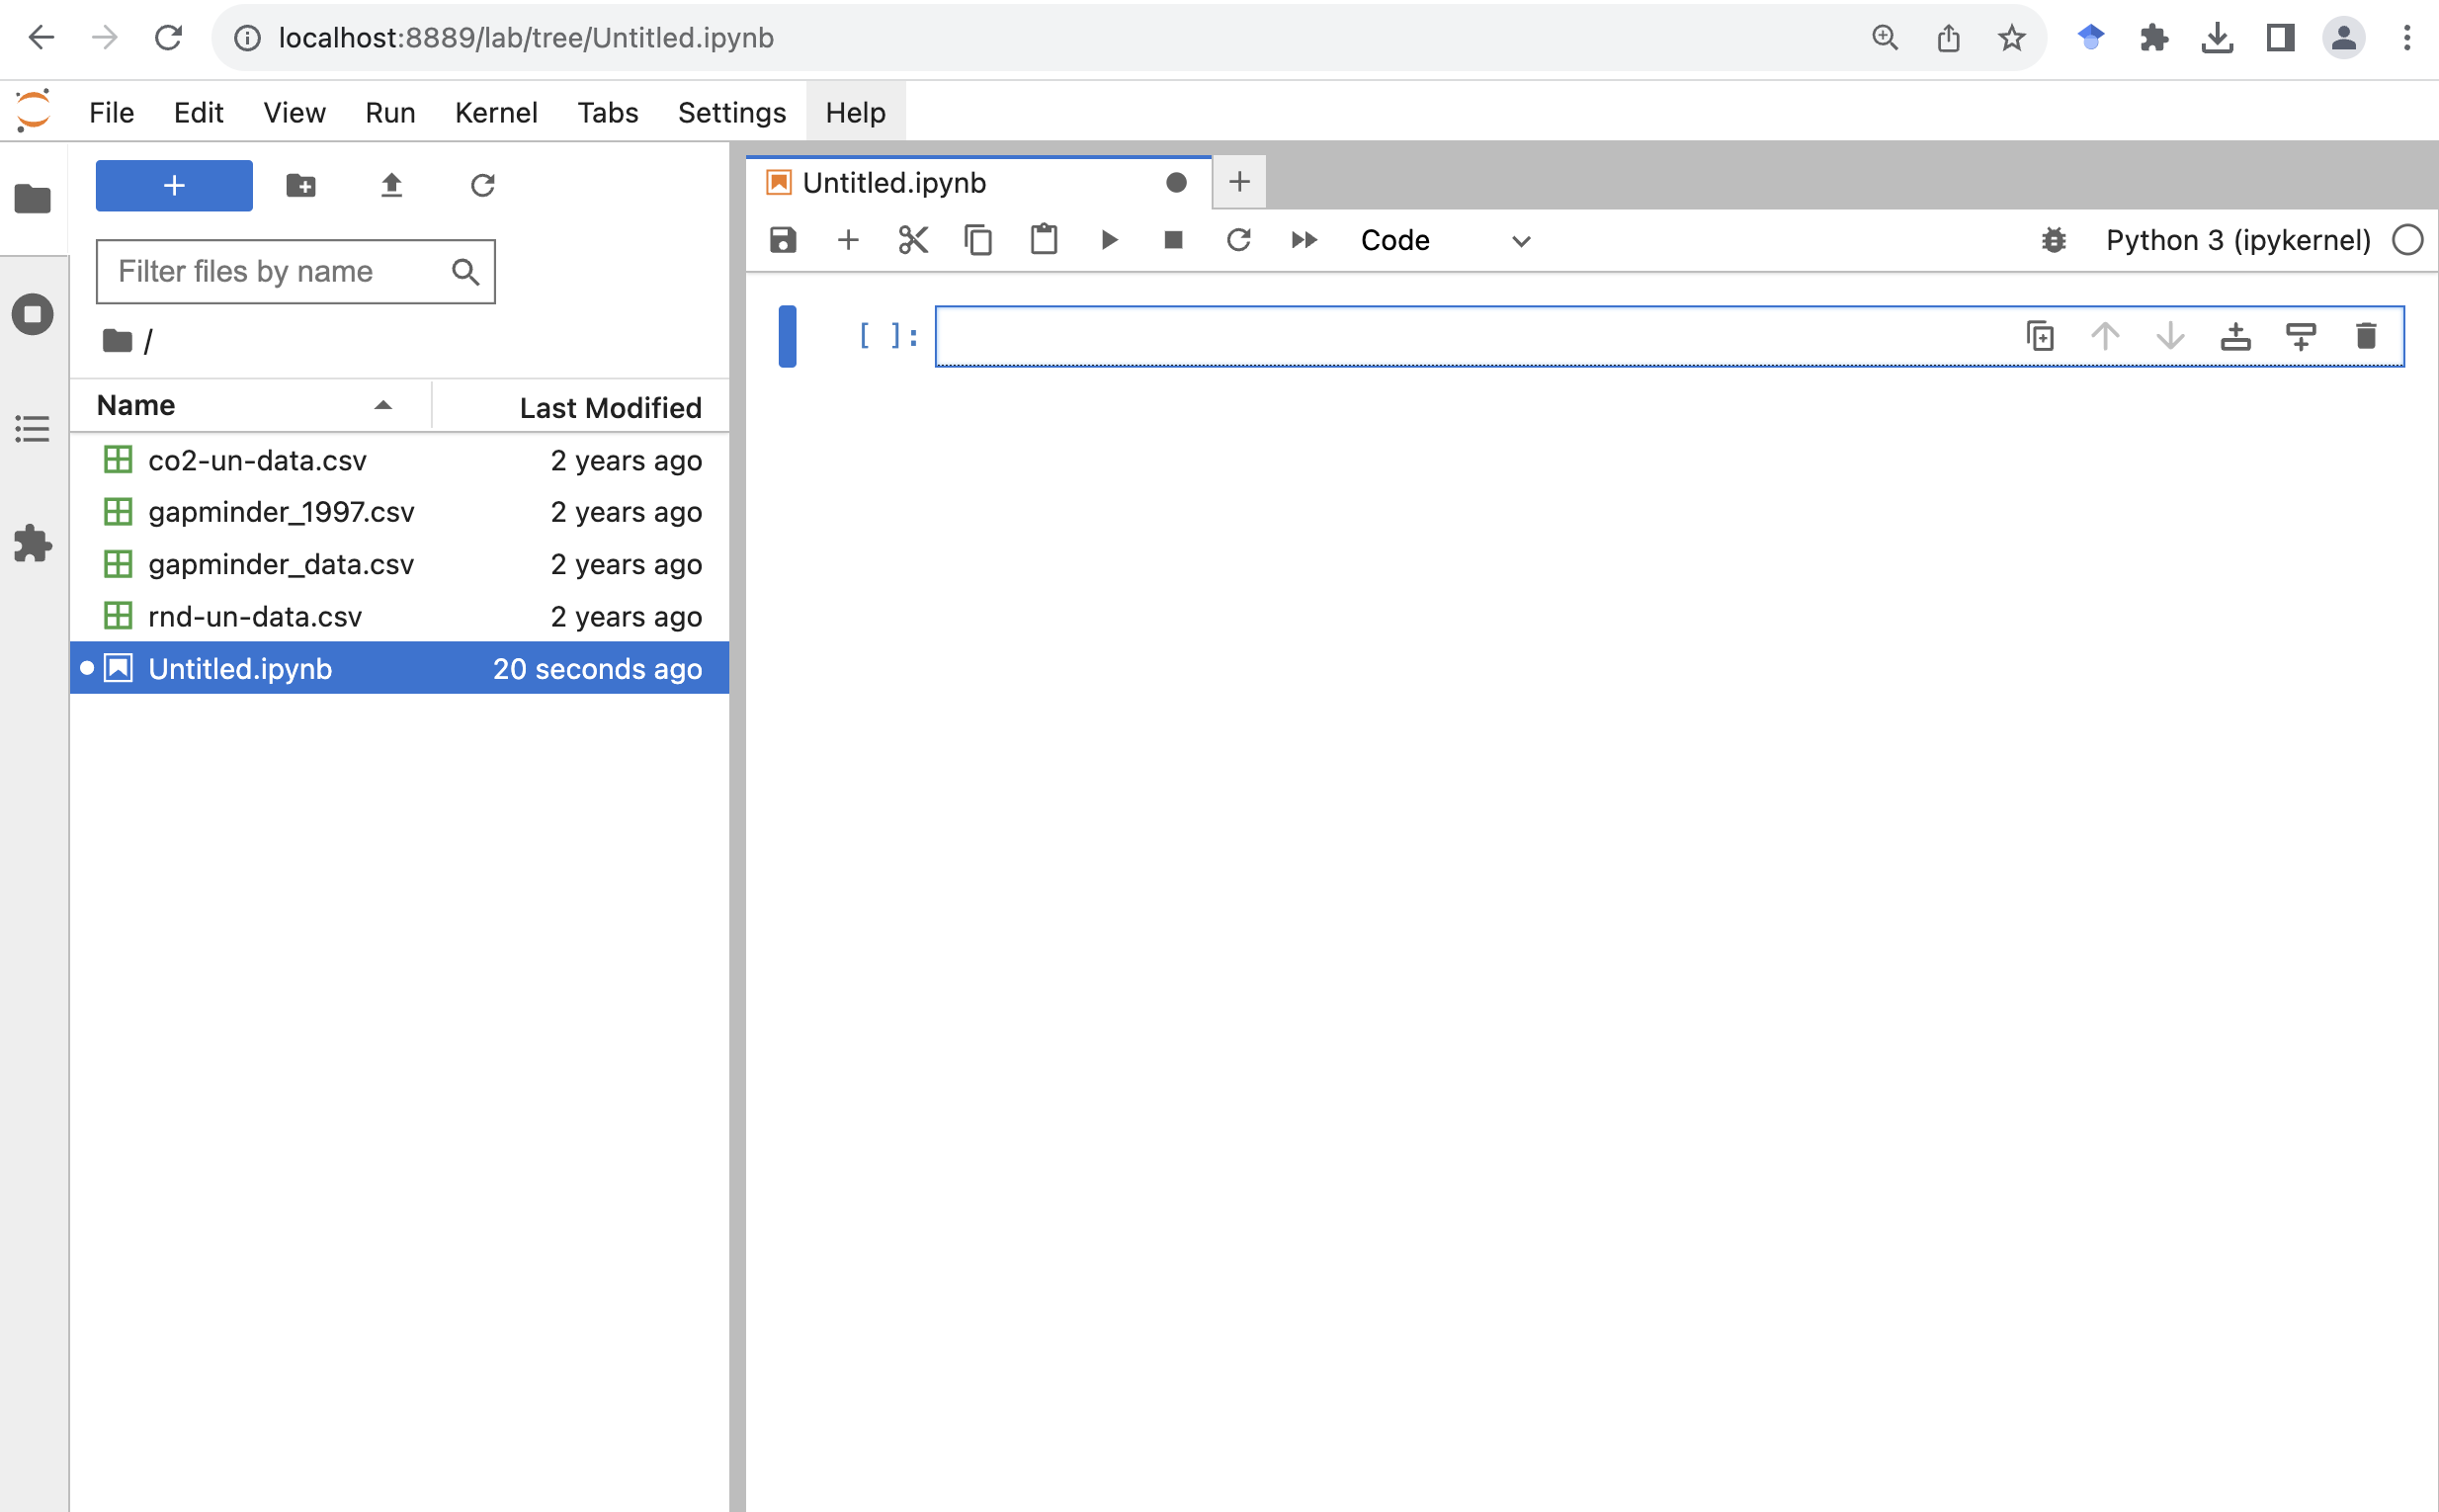 localhost:8889/lab/tree/Untitled.ipynb
File Edit View Run Kernel Tabs Settings Help
Untitled.ipynb
Code
Python 3 (ipykernel)
Filter files by name
/
[ ]:
Name Last Modified
co2-un-data.csv 2 years ago
gapminder_1997.csv 2 years ago
gapminder_data.csv 2 years ago
rnd-un-data.csv 2 years ago
Untitled.ipynb 20 seconds ago